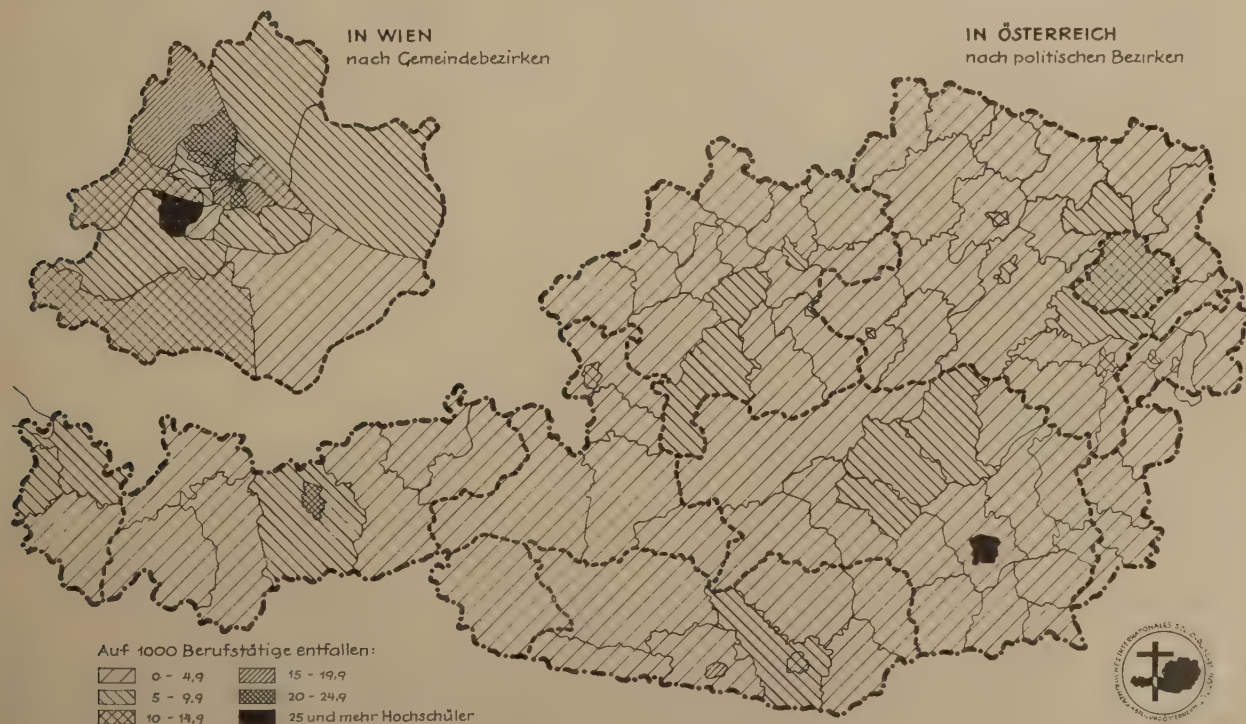 IN WIEN
nach Gemeindebezirken
IN ÖSTERREICH
nach politischen Bezirken
Auf 1000 Berufstätige entfallen:
0 - 4,9
5 - 9,9
10 - 14,9
15 - 19,9
20 - 24,9
25 und mehr Hochschüler